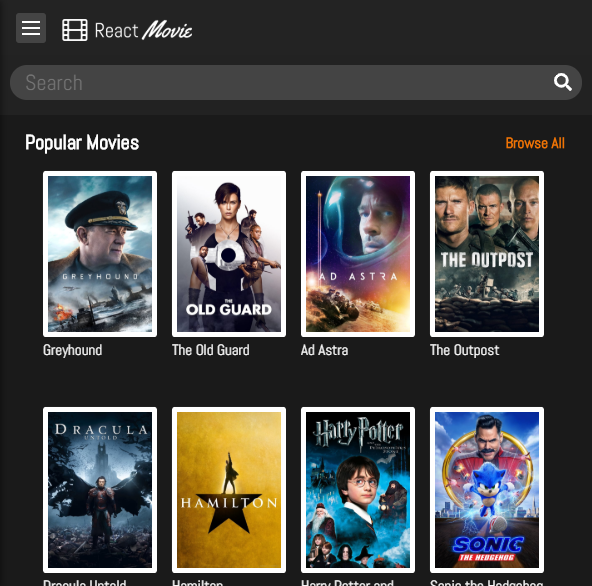 React Movie
Search
Popular Movies
Browse All
GREYHOUND
THE
OLD GUARD
AD ASTRA
THE OUTPOST
Greyhound
The Old Guard
Ad Astra
The Outpost
DRACULA
UNTOLD
HAMILTON
Harry Potter
SONIC
THE HEDGEHOG
Dracula Untold
Hamilton
Harry Potter and
Sonic the Hedgehog